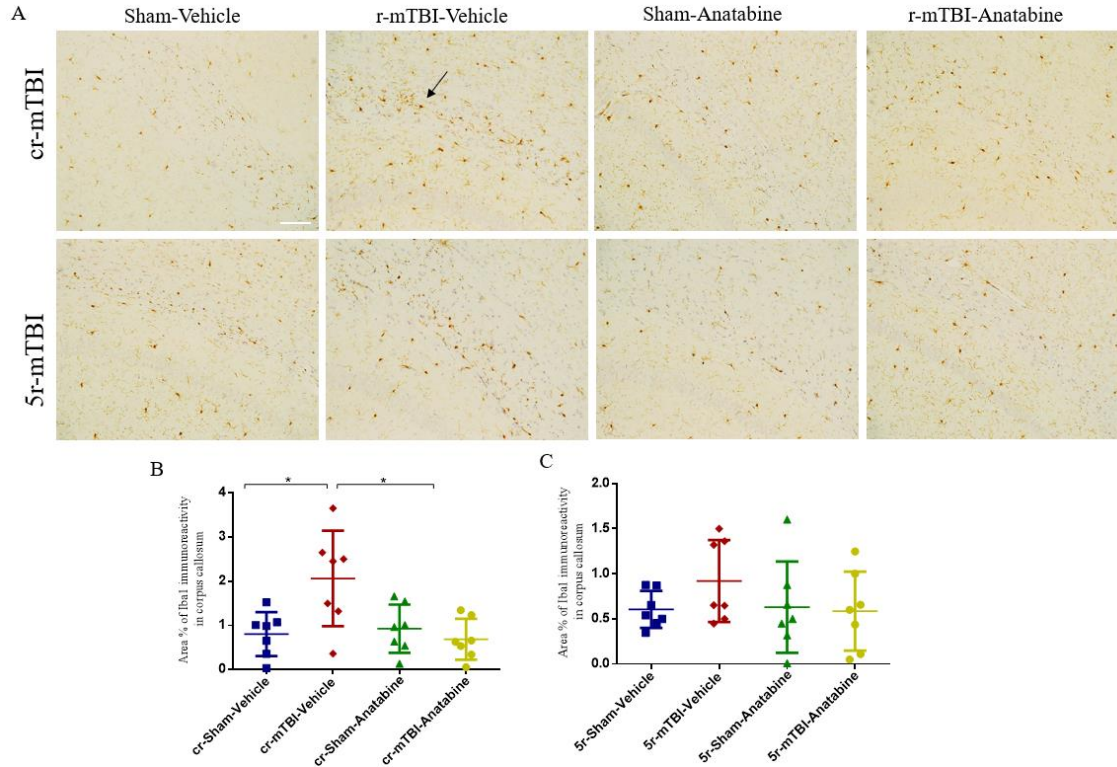 A
Sham-Vehicle
r-mTBI-Vehicle
Sham-Anatabine
r-mTBI-Anatabine
cr-mTBI
5r-mTBI
B
*
*
Area % of Iba1 immunoreactivity
in corpus callosum
4
3
2
1
0
cr-Sham-Vehicle
cr-mTBI-Vehicle
cr-Sham-Anatabine
cr-mTBI-Anatabine
C
Area % of Iba1 immunoreactivity
in corpus callosum
2.0
1.5
1.0
0.5
0.0
5r-Sham-Vehicle
5r-mTBI-Vehicle
5r-Sham-Anatabine
5r-mTBI-Anatabine